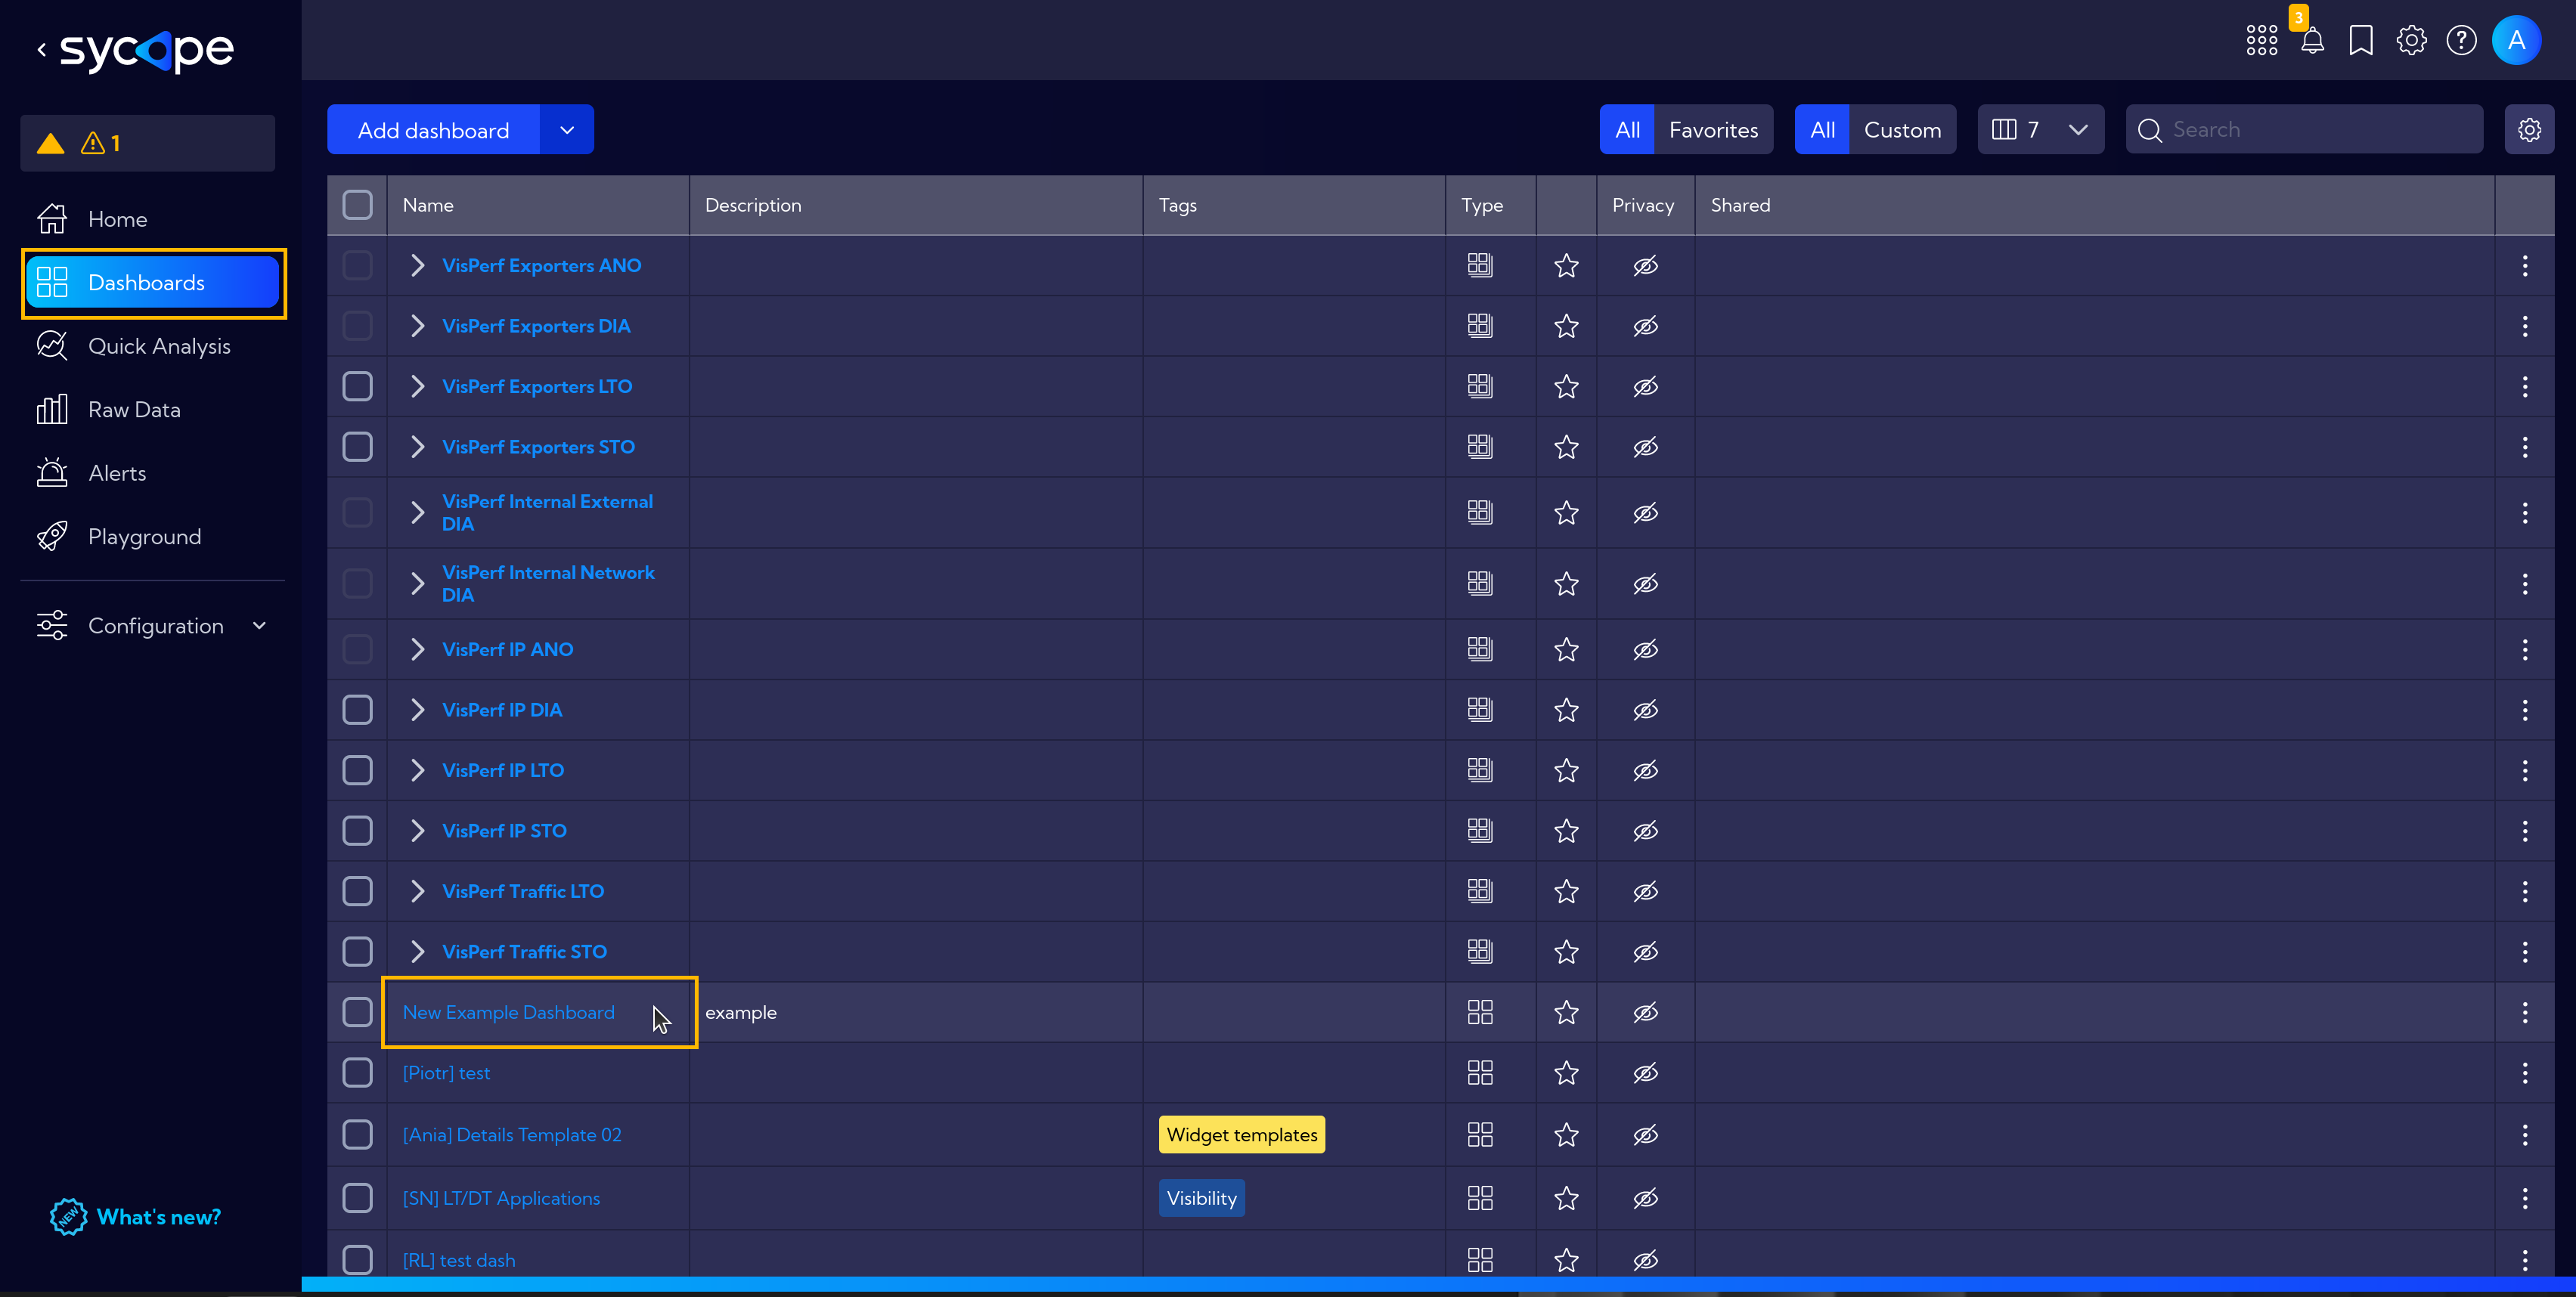 sycope
3
A
1
Add dashboard
All Favorites
All Custom
7
Search
Home
Dashboards
Quick Analysis
Raw Data
Alerts
Playground
Configuration
NEW
What's new?
Name Description Tags Type Privacy Shared
VisPerf Exporters ANO
VisPerf Exporters DIA
VisPerf Exporters LTO
VisPerf Exporters STO
VisPerf Internal External
DIA
VisPerf Internal Network
DIA
VisPerf IP ANO
VisPerf IP DIA
VisPerf IP LTO
VisPerf IP STO
VisPerf Traffic LTO
VisPerf Traffic STO
New Example Dashboard example
[Piotr] test
[Ania] Details Template 02 Widget templates
[SN] LT/DT Applications Visibility
[RL] test dash